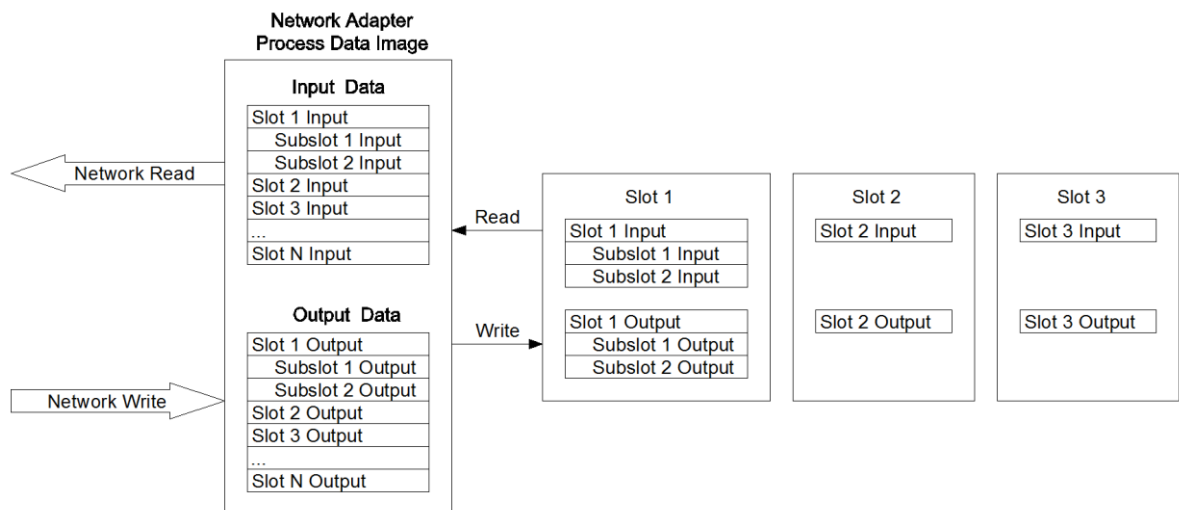 Network Adapter
Process Data Image
Input Data
Slot 1 Input
Subslot 1 Input
Subslot 2 Input
Slot 2 Input
Slot 3 Input
...
Slot N Input
Output Data
Slot 1 Output
Subslot 1 Output
Subslot 2 Output
Slot 2 Output
Slot 3 Output
...
Slot N Output
Network Read
Network Write
Read
Write
Slot 1
Slot 1 Input
Subslot 1 Input
Subslot 2 Input
Slot 1 Output
Subslot 1 Output
Subslot 2 Output
Slot 2
Slot 2 Input
Slot 2 Output
Slot 3
Slot 3 Input
Slot 3 Output